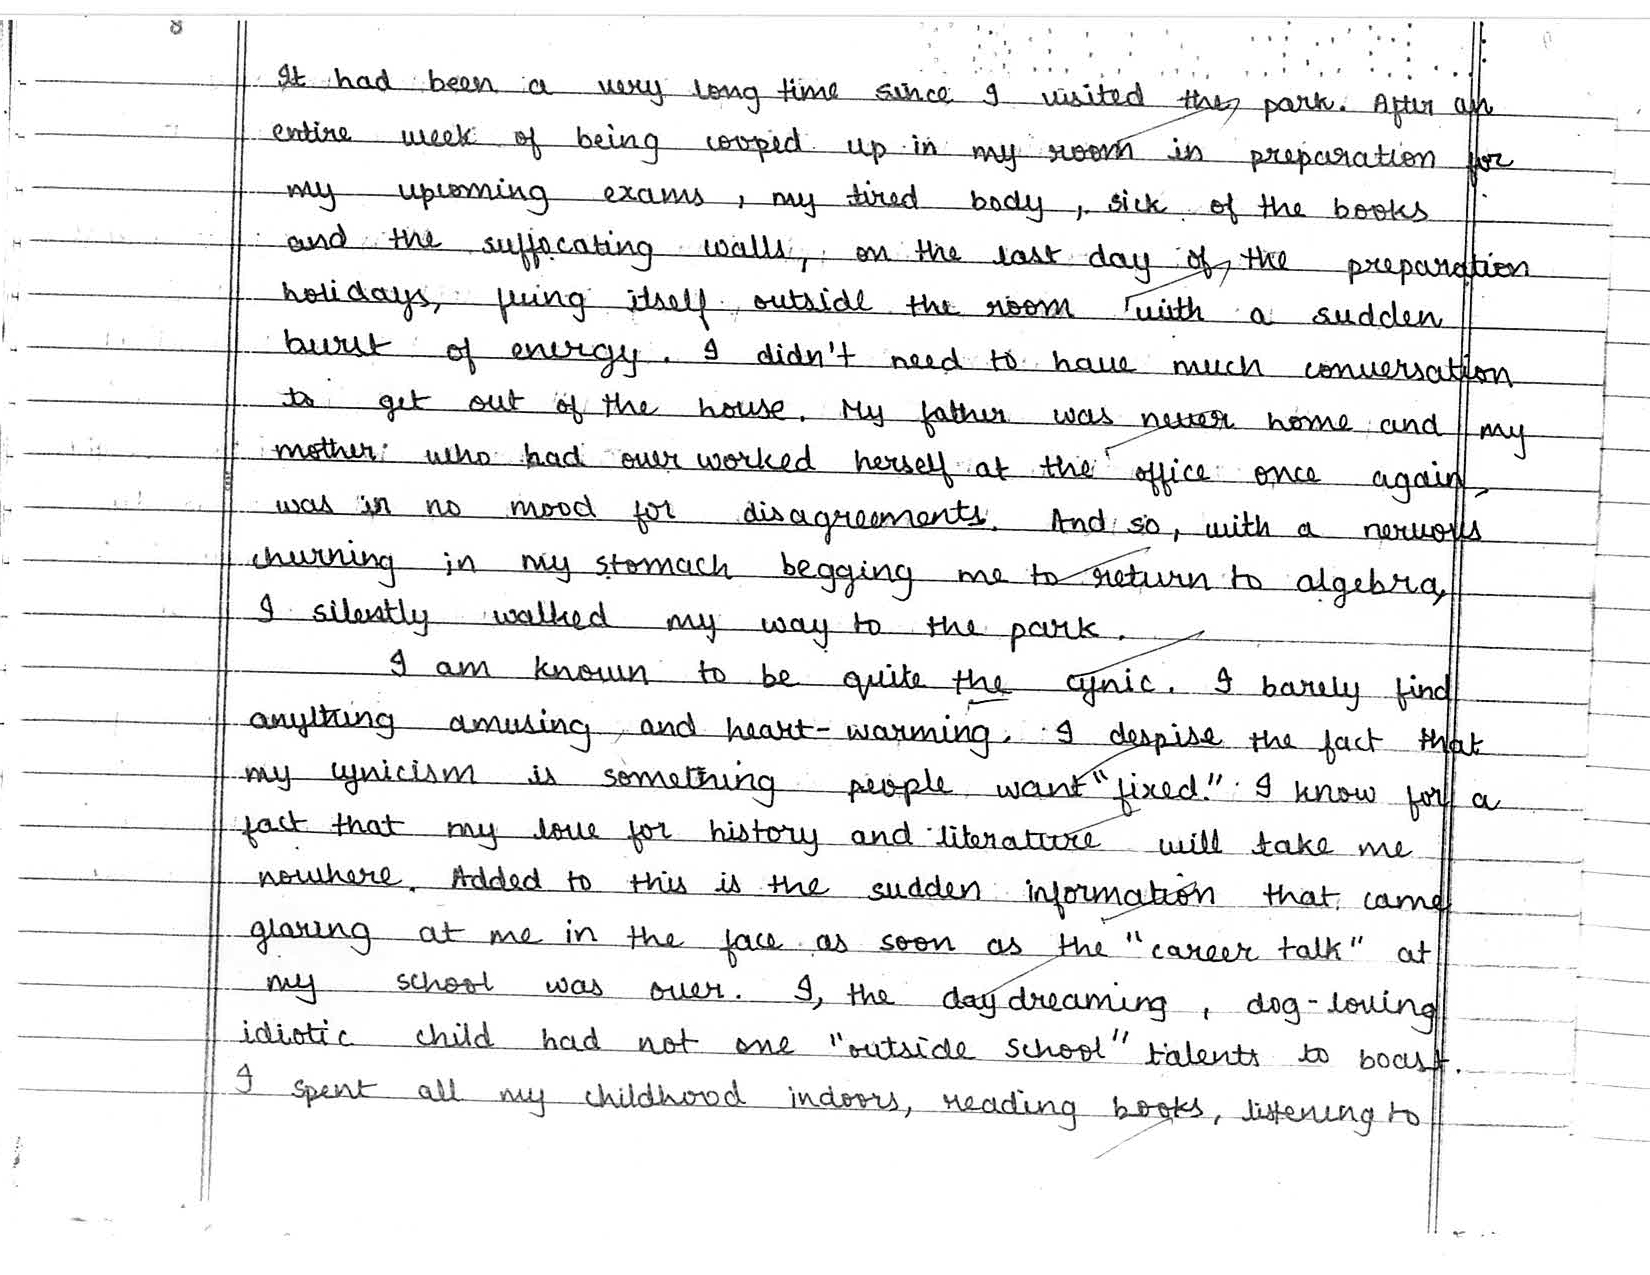 8
It had been a very long time since I visited the park. After an
entire week of being cooped up in my room in preparation for
my upcoming exams, my tired body, sick of the books
and the suffocating walls, on the last day of the preparation
holidays, flung itself outside the room with a sudden
burst of energy. I didn't need to have much conversation
to get out of the house. My father was never home and my
mother who had over worked herself at the office once again,
was in no mood for disagreements. And so, with a nervous
churning in my stomach begging me to return to algebra,
I silently walked my way to the park.
I am known to be quite the cynic. I barely find
anything amusing and heart-warming. I despise the fact that
my cynicism is something people want "fixed." I know for a
fact that my love for history and literature will take me
nowhere. Added to this is the sudden information that came
glaring at me in the face as soon as the "career talk" at
my school was over. I, the daydreaming, dog-loving
idiotic child had not one "outside school" talents to boast.
I spent all my childhood indoors, reading books, listening to